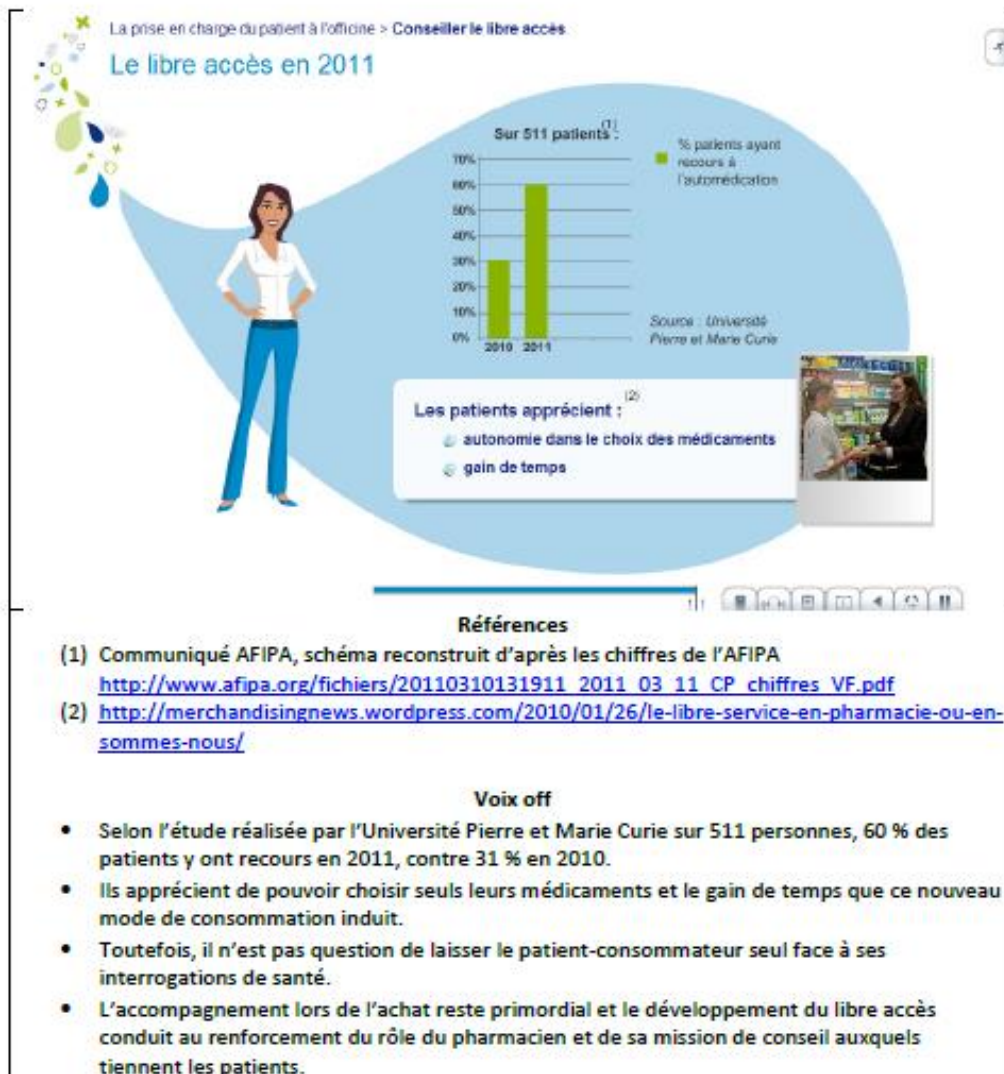 La prise en charge du patient à l'officine > Conseiller le libre accès
Le libre accès en 2011
Sur 511 patients :
(1)
70%
60%
50%
40%
30%
20%
10%
0%
2010 2011
% patients ayant
recours à
l'automédication
Source : Université
Pierre et Marie Curie
Les patients apprécient :
(2)
autonomie dans le choix des médicaments
gain de temps
Références
(1) Communiqué AFIPA, schéma reconstruit d'après les chiffres de l'AFIPA
http://www.afipa.org/fichiers/20110310131911_2011_03_11_CP_chiffres_VF.pdf
(2) http://merchandisingnews.wordpress.com/2010/01/26/le-libre-service-en-pharmacie-ou-en-
sommes-nous/
Voix off
• Selon l'étude réalisée par l'Université Pierre et Marie Curie sur 511 personnes, 60 % des
patients y ont recours en 2011, contre 31 % en 2010.
• Ils apprécient de pouvoir choisir seuls leurs médicaments et le gain de temps que ce nouveau
mode de consommation induit.
• Toutefois, il n'est pas question de laisser le patient-consommateur seul face à ses
interrogations de santé.
• L'accompagnement lors de l'achat reste primordial et le développement du libre accès
conduit au renforcement du rôle du pharmacien et de sa mission de conseil auxquels
tiennent les patients.